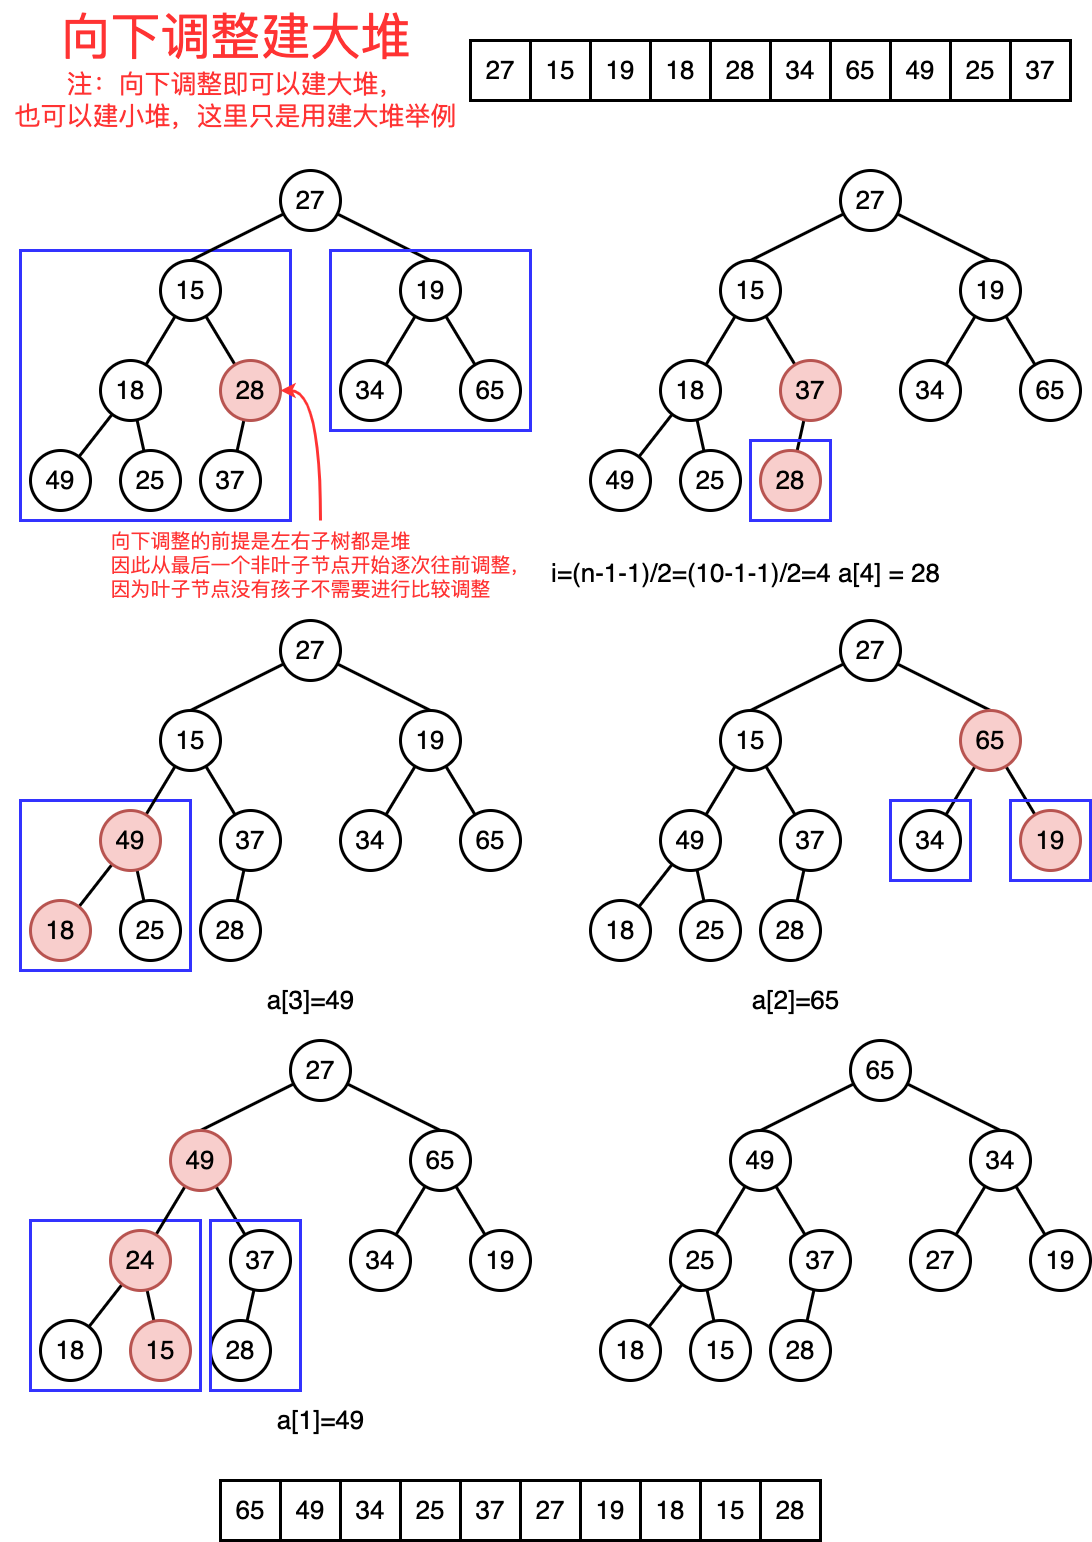 向下调整建大堆
注：向下调整即可以建大堆，
也可以建小堆，这里只是用建大堆举例
27 15 19 18 28 34 65 49 25 37
27
15 19
18 28 34 65
49 25 37
向下调整的前提是左右子树都是堆
因此从最后一个非叶子节点开始逐次往前调整，
因为叶子节点没有孩子不需要进行比较调整
27
15 19
18 37 34 65
49 25 28
i=(n-1-1)/2=(10-1-1)/2=4 a[4] = 28
27
15 19
49 37 34 65
18 25 28
a[3]=49
27
15 65
49 37 34 19
18 25 28
a[2]=65
27
49 65
24 37 34 19
18 15 28
a[1]=49
65
49 34
25 37 27 19
18 15 28
65 49 34 25 37 27 19 18 15 28